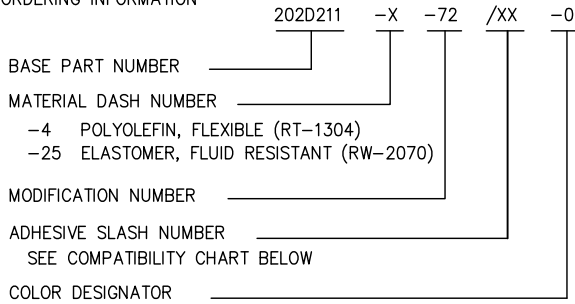 ORDERING INFORMATION
202D211 -X -72 /XX -0
BASE PART NUMBER
MATERIAL DASH NUMBER
-4 POLYOLEFIN, FLEXIBLE (RT-1304)
-25 ELASTOMER, FLUID RESISTANT (RW-2070)
MODIFICATION NUMBER
ADHESIVE SLASH NUMBER
SEE COMPATIBILITY CHART BELOW
COLOR DESIGNATOR